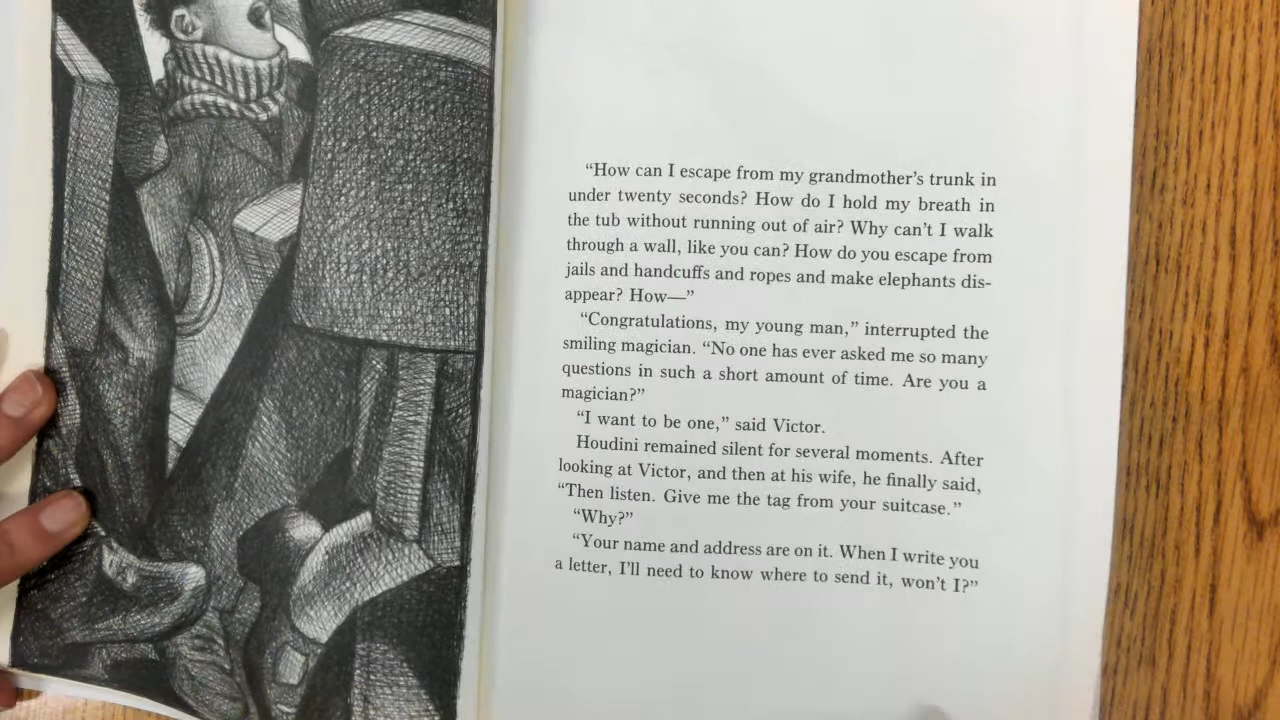 “How can I escape from my grandmother’s trunk in
under twenty seconds? How do I hold my breath in
the tub without running out of air? Why can’t I walk
through a wall, like you can? How do you escape from
jails and handcuffs and ropes and make elephants dis-
appear? How—”
“Congratulations, my young man,” interrupted the
smiling magician. “No one has ever asked me so many
questions in such a short amount of time. Are you a
magician?”
“I want to be one,” said Victor.
Houdini remained silent for several moments. After
looking at Victor, and then at his wife, he finally said,
“Then listen. Give me the tag from your suitcase.”
“Why?”
“Your name and address are on it. When I write you
a letter, I’ll need to know where to send it, won’t I?”